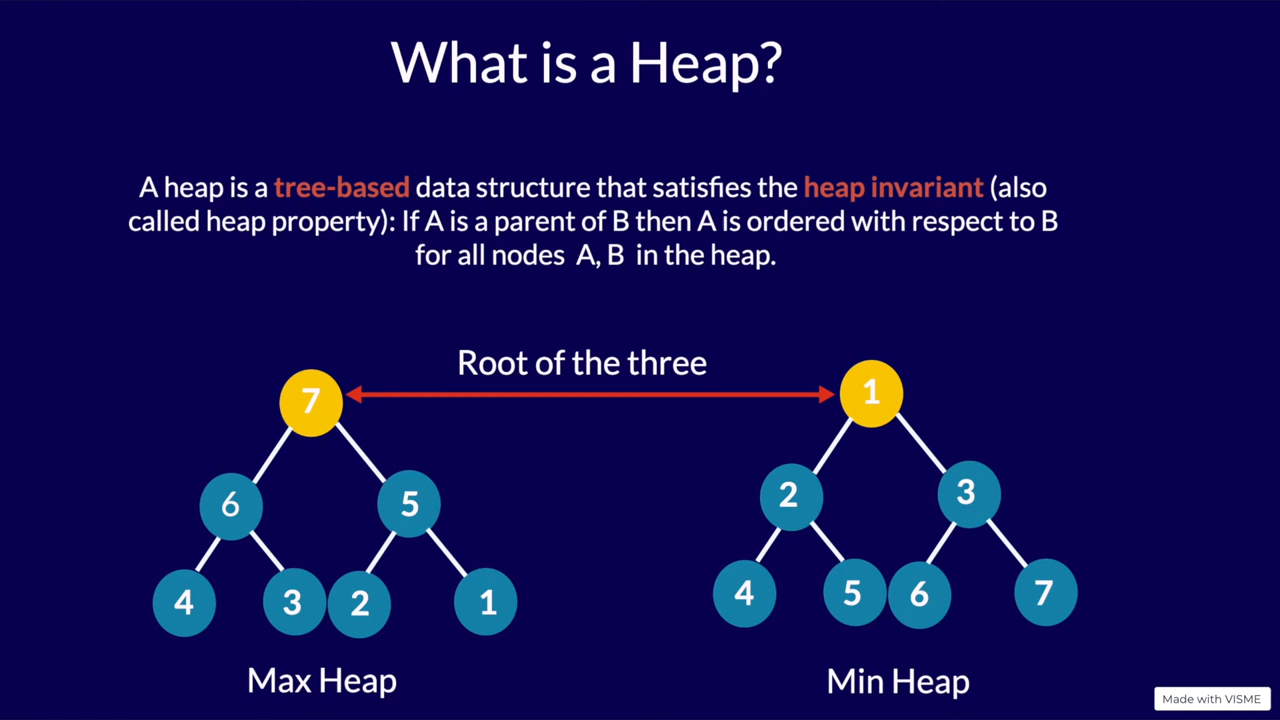 What is a Heap?
A heap is a tree-based data structure that satisfies the heap invariant (also
called heap property): If A is a parent of B then A is ordered with respect to B
for all nodes A, B in the heap.
Root of the three
7
1
6
5
2
3
4
3
2
1
4
5
6
7
Max Heap
Min Heap
Made with VISME